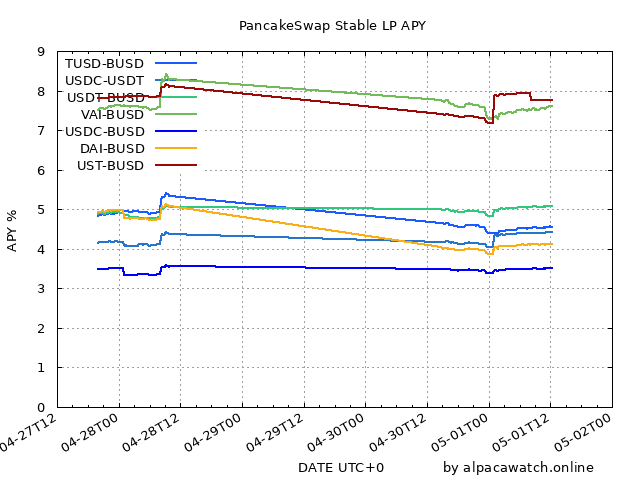 PancakeSwap Stable LP APY
APY %
9
8
7
6
5
4
3
2
1
0
TUSD-BUSD
USDC-USDT
USDT-BUSD
VAI-BUSD
USDC-BUSD
DAI-BUSD
UST-BUSD
04-27T12
04-28T00
04-28T12
04-29T00
04-29T12
04-30T00
04-30T12
05-01T00
05-01T12
05-02T00
DATE UTC+0
by alpacawatch.online